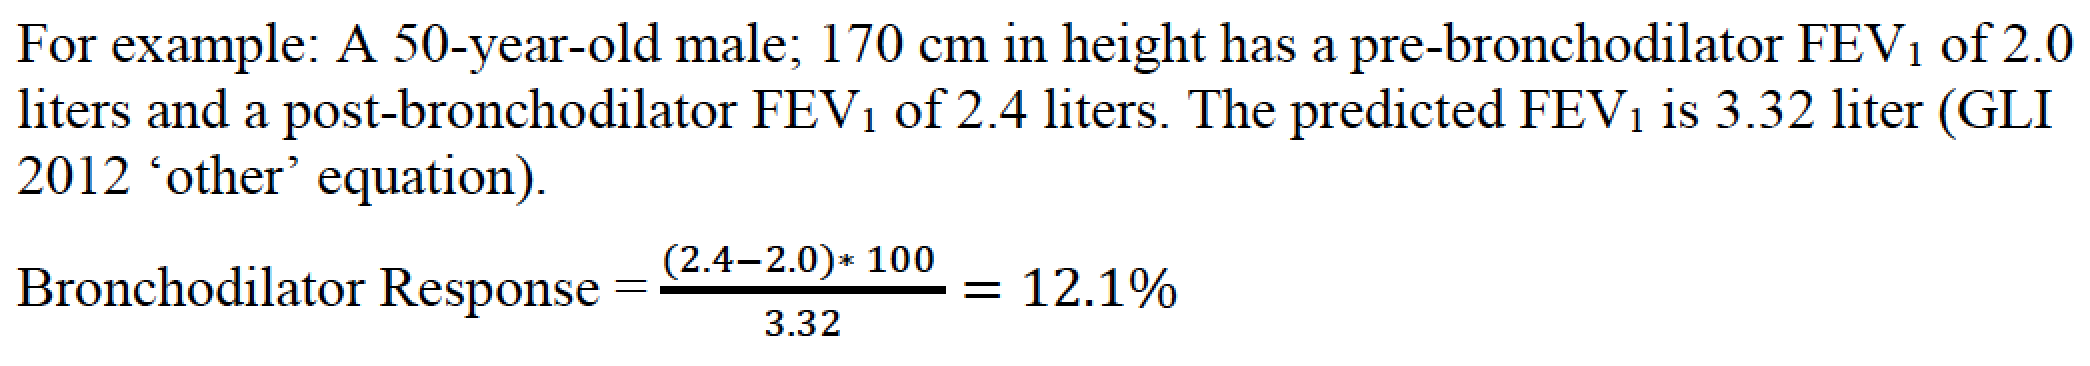 For example: A 50-year-old male; 170 cm in height has a pre-bronchodilator FEV₁ of 2.0
liters and a post-bronchodilator FEV₁ of 2.4 liters. The predicted FEV₁ is 3.32 liter (GLI
2012 ‘other’ equation).
Bronchodilator Response = (2.4−2.0)* 100 / 3.32 = 12.1%